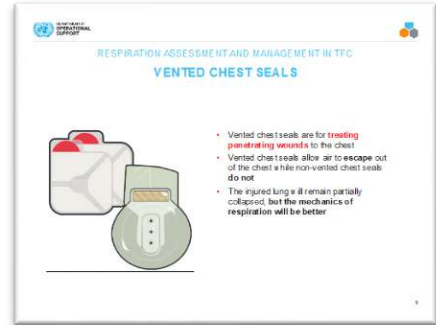 DEPARTMENT OF
OPERATIONAL
SUPPORT
RESPIRATION ASSESSMENT AND MANAGEMENT IN TFC
VENTED CHEST SEALS
• Vented chest seals are for treating
penetrating wounds to the chest
• Vented chest seals allow air to escape out
of the chest while non-vented chest seals
do not
• The injured lung will remain partially
collapsed, but the mechanics of
respiration will be better